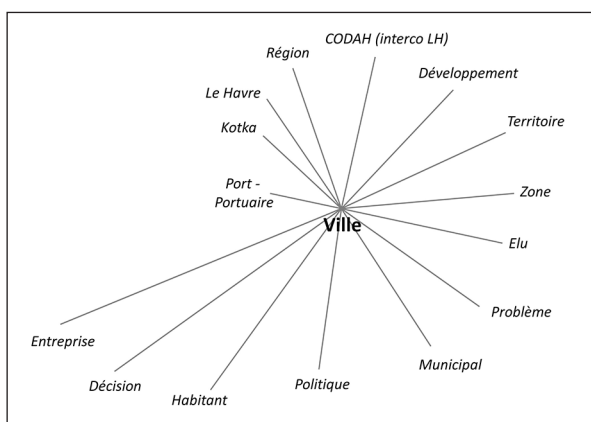 CODAH (interco LH)
Région
Développement
Le Havre
Territoire
Kotka
Port -
Portuaire
Zone
Ville
Elu
Problème
Entreprise
Municipal
Décision
Politique
Habitant